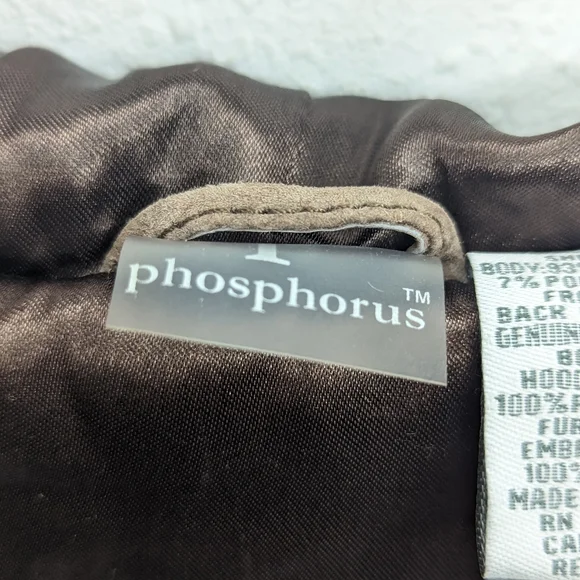 phosphorus™
BODY-93
7% PO
FR
BACK
GENUIN
HOOD
100%
FUR
EMB
100
MADE
RN
CA
RE